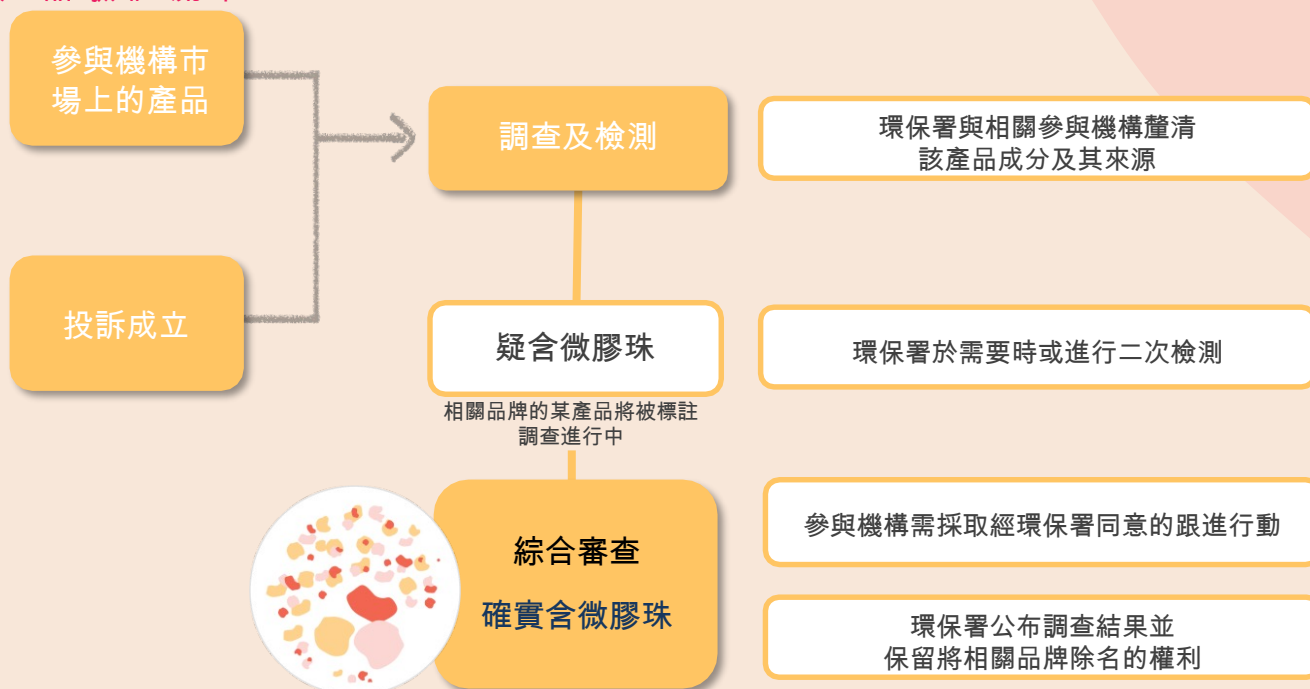 參與機構市
場上的產品
投訴成立
調查及檢測
環保署與相關參與機構釐清
該產品成分及其來源
疑含微膠珠
相關品牌的某產品將被標註
調查進行中
環保署於需要時或進行二次檢測
綜合審查
確實含微膠珠
參與機構需採取經環保署同意的跟進行動
環保署公布調查結果並
保留將相關品牌除名的權利